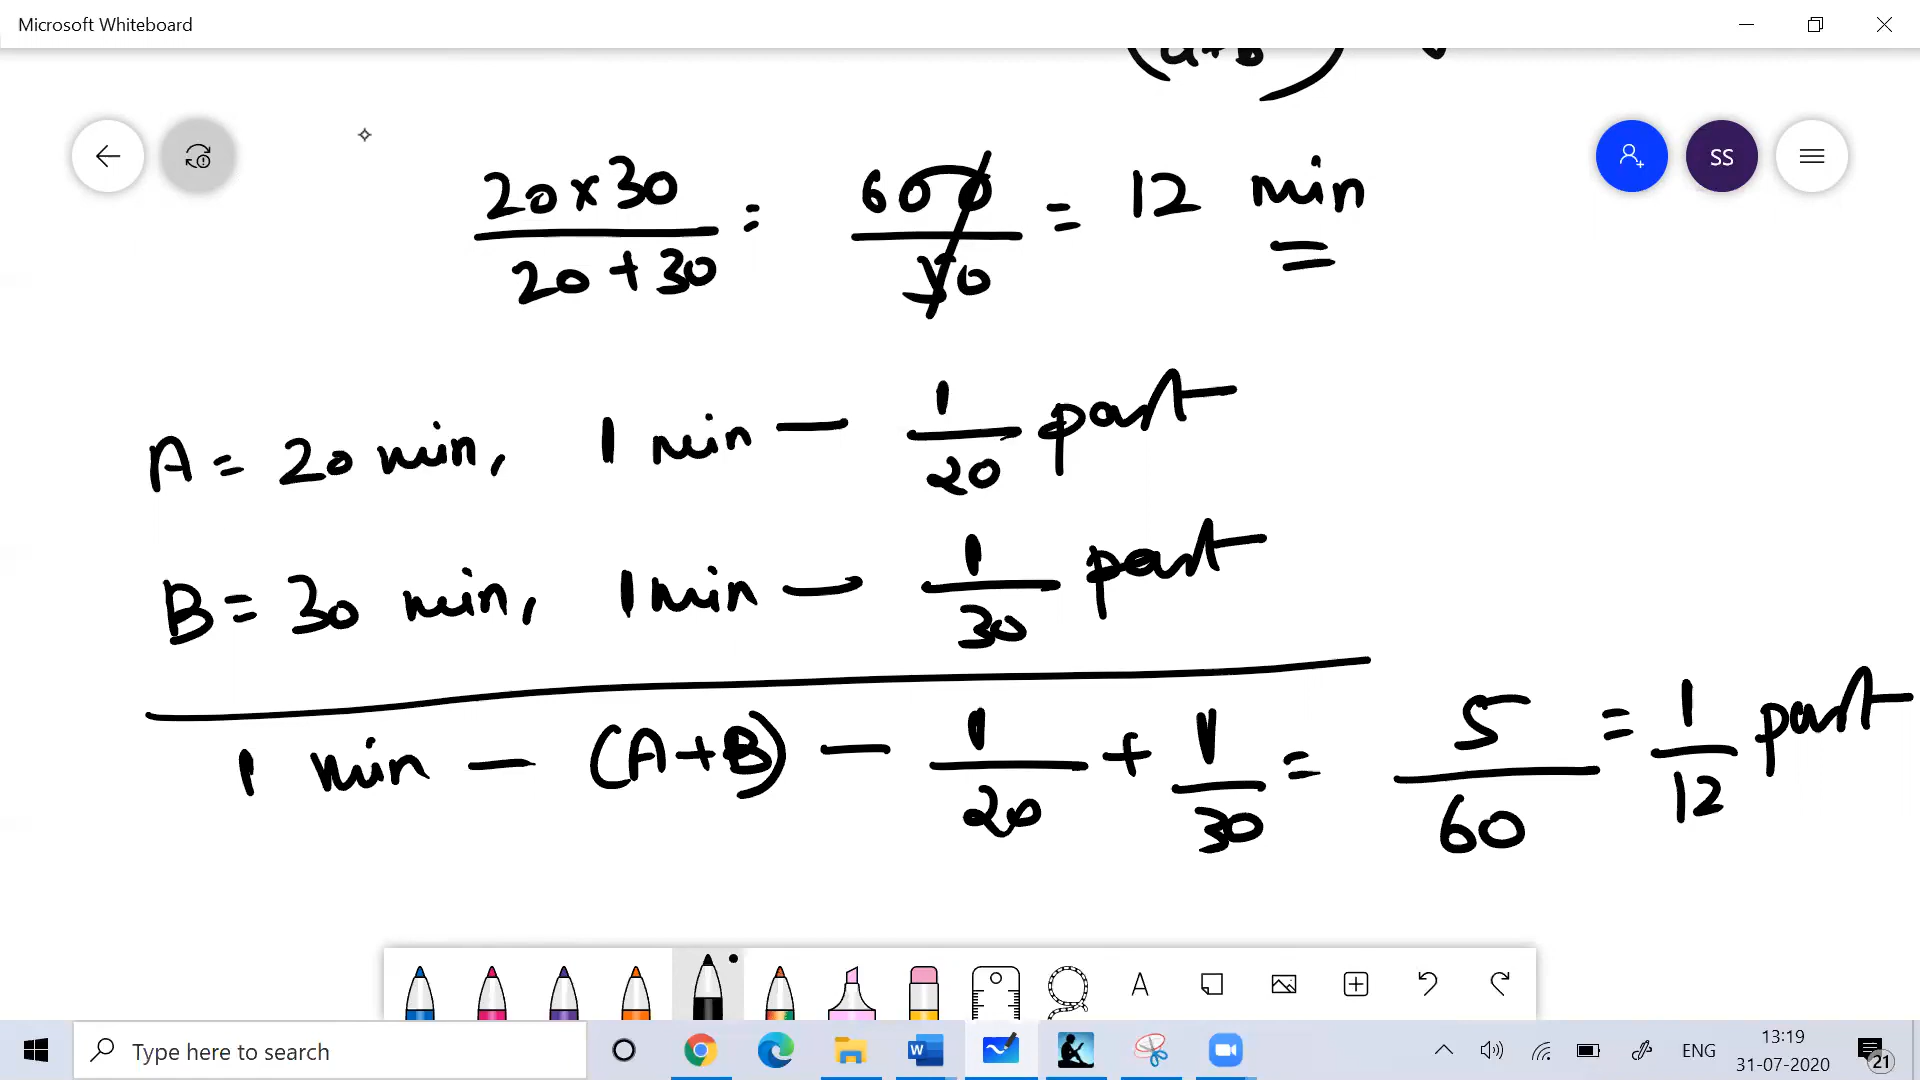 Microsoft Whiteboard
(a+b)
SS
20 x 30 / 20 + 30 = 600 / 50 = 12 min
A = 20 min, 1 min — 1/20 part
B = 30 min, 1 min — 1/30 part
1 min — (A+B) — 1/20 + 1/30 = 5/60 = 1/12 part
A
Type here to search
W
ENG
13:19
31-07-2020
21